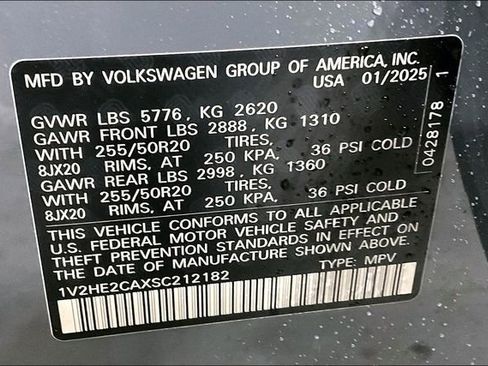 MFD BY VOLKSWAGEN GROUP OF AMERICA, INC.
USA 01/2025
GVWR LBS 5776, KG 2620
GAWR FRONT LBS 2888, KG 1310
WITH 255/50R20 TIRES,
8JX20 RIMS, AT 250 KPA, 36 PSI COLD
GAWR REAR LBS 2998, KG 1360
WITH 255/50R20 TIRES,
8JX20 RIMS, AT 250 KPA, 36 PSI COLD
THIS VEHICLE CONFORMS TO ALL APPLICABLE
U.S. FEDERAL MOTOR VEHICLE SAFETY AND
THEFT PREVENTION STANDARDS IN EFFECT ON
THE DATE OF MANUFACTURE SHOWN ABOVE.
1V2HE2CAXSC212182 TYPE: MPV
0428178 1